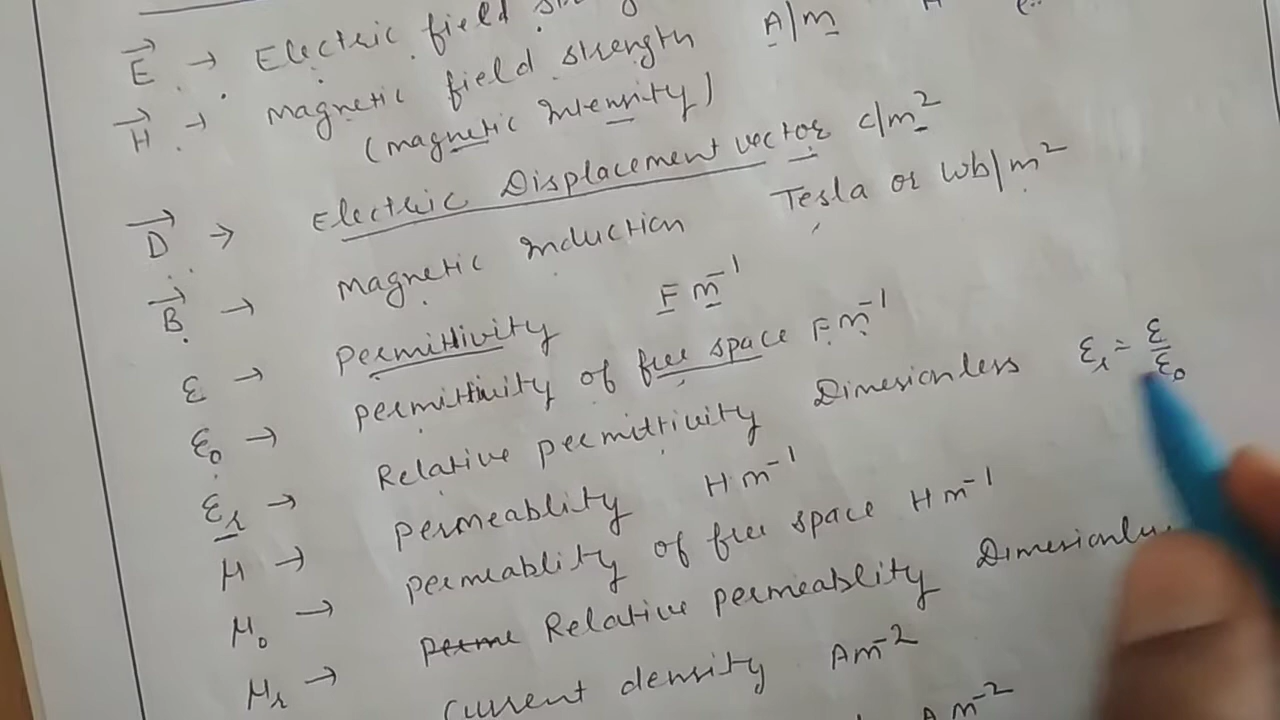 E⃗ → Electric field
H⃗ → Magnetic field strength A/m
(magnetic Intensity)
D⃗ → Electric Displacement vector C/m²
B⃗ → Magnetic Induction Tesla or Wb/m²
ε → Permittivity F m⁻¹
ε₀ → permittivity of free space F m⁻¹
εᵣ → Relative permittivity Dimesionless εᵣ = ε/ε₀
μ → permeablity H m⁻¹
μ₀ → permeablity of free space H m⁻¹
μᵣ → Relative permeablity
Current density A m⁻²
A m⁻²